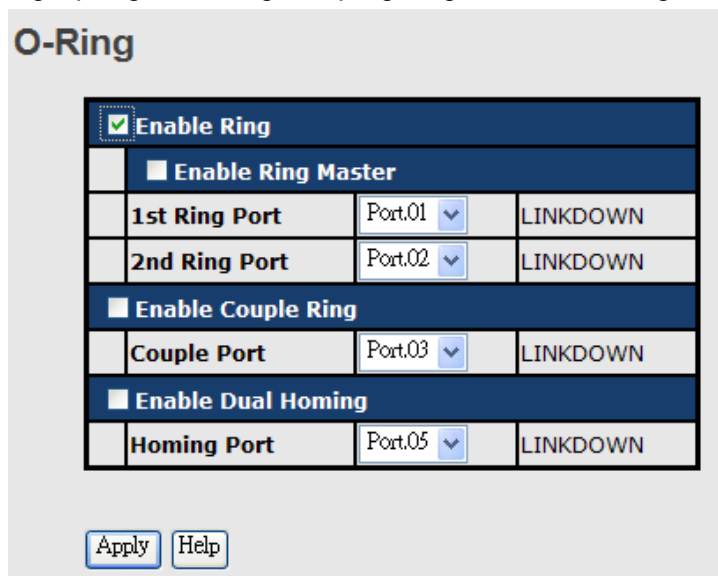 O-Ring
Enable Ring
Enable Ring Master
1st Ring Port Port.01 LINKDOWN
2nd Ring Port Port.02 LINKDOWN
Enable Couple Ring
Couple Port Port.03 LINKDOWN
Enable Dual Homing
Homing Port Port.05 LINKDOWN
Apply Help